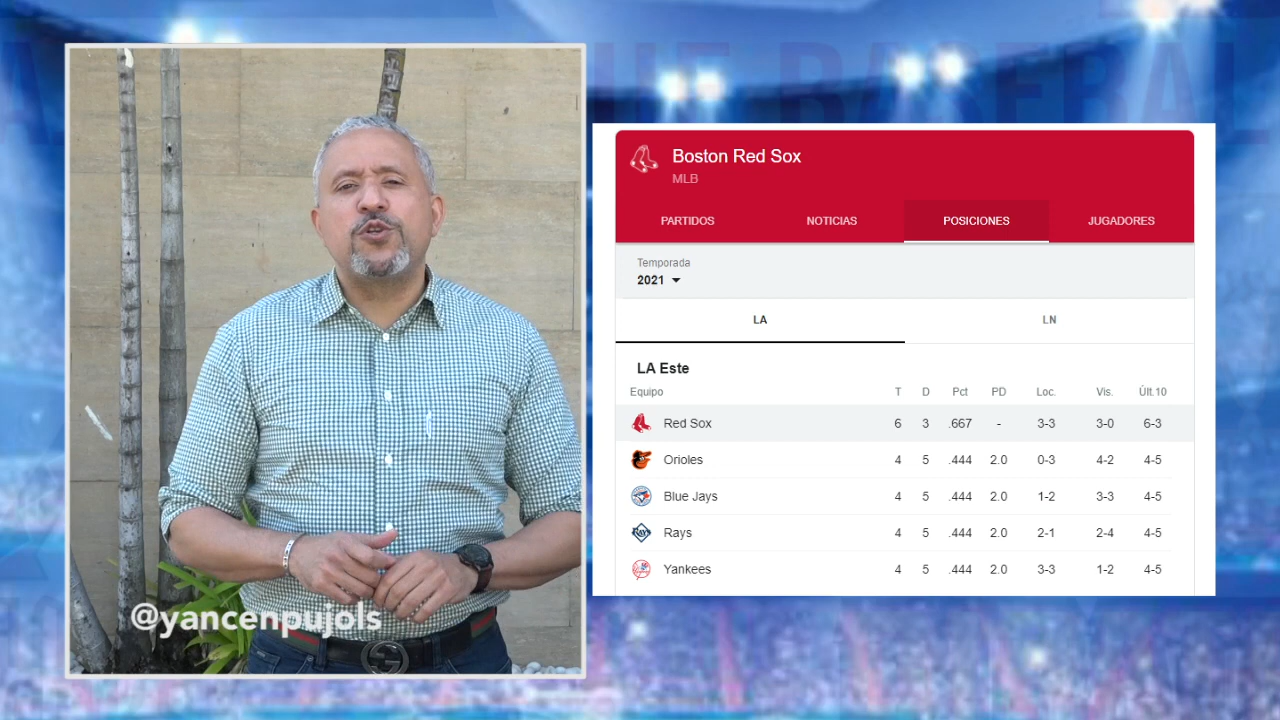 @yancenpujols
Boston Red Sox
MLB
PARTIDOS NOTICIAS POSICIONES JUGADORES
Temporada
2021
LA LN
LA Este
Equipo T D Pct PD Loc. Vis. Últ.10
Red Sox 6 3 .667 - 3-3 3-0 6-3
Orioles 4 5 .444 2.0 0-3 4-2 4-5
Blue Jays 4 5 .444 2.0 1-2 3-3 4-5
Rays 4 5 .444 2.0 2-1 2-4 4-5
Yankees 4 5 .444 2.0 3-3 1-2 4-5